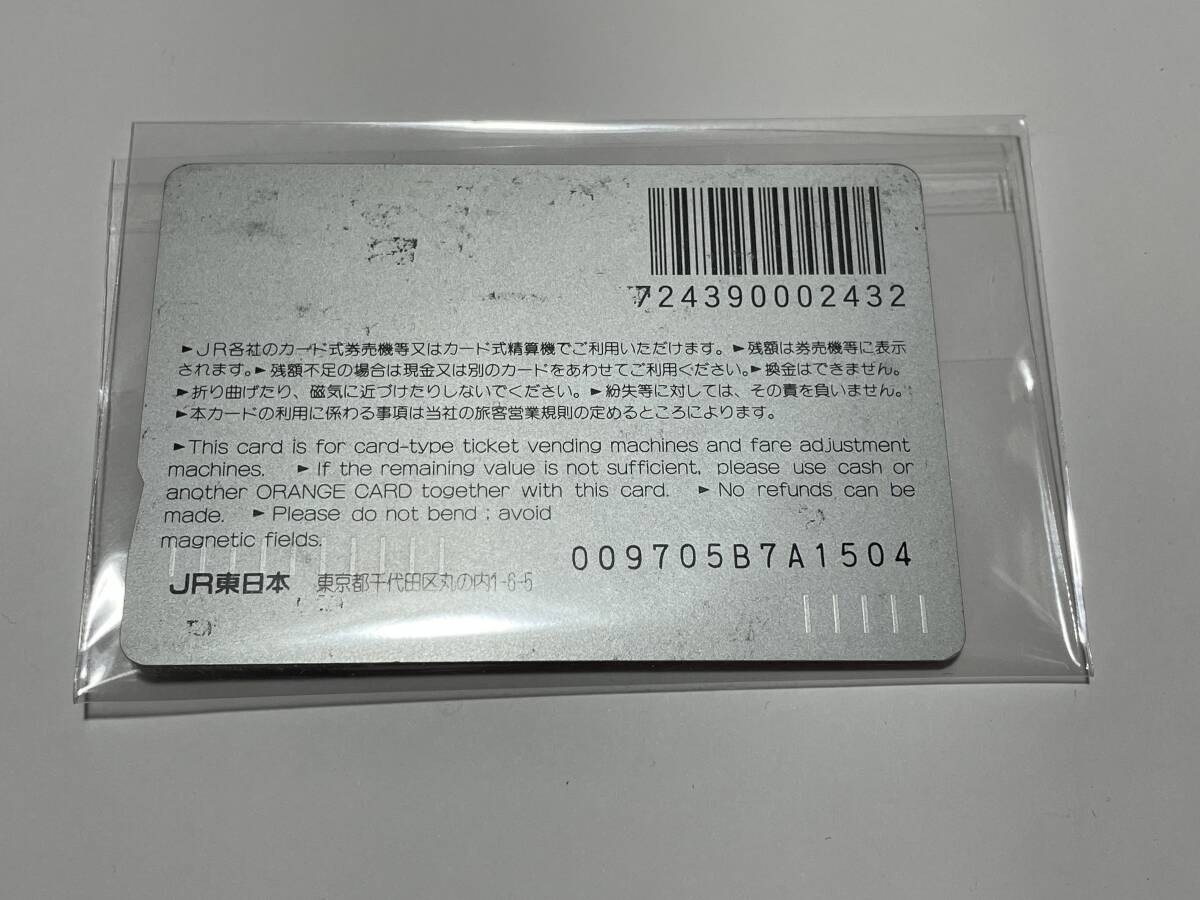 724390002432
►JR各社のカード式券売機等又はカード式精算機でご利用いただけます。►残額は券売機等に表示
されます。►残額不足の場合は現金又は別のカードをあわせてご利用ください。►換金はできません。
►折り曲げたり、磁気に近づけたりしないでください。►紛失等に対しては、その責を負いません。
►本カードの利用に係わる事項は当社の旅客営業規則の定めるところによります。
►This card is for card-type ticket vending machines and fare adjustment
machines. ►If the remaining value is not sufficient, please use cash or
another ORANGE CARD together with this card. ►No refunds can be
made. ►Please do not bend ; avoid
magnetic fields.
009705B7A1504
JR東日本 東京都千代田区丸の内1-6-5